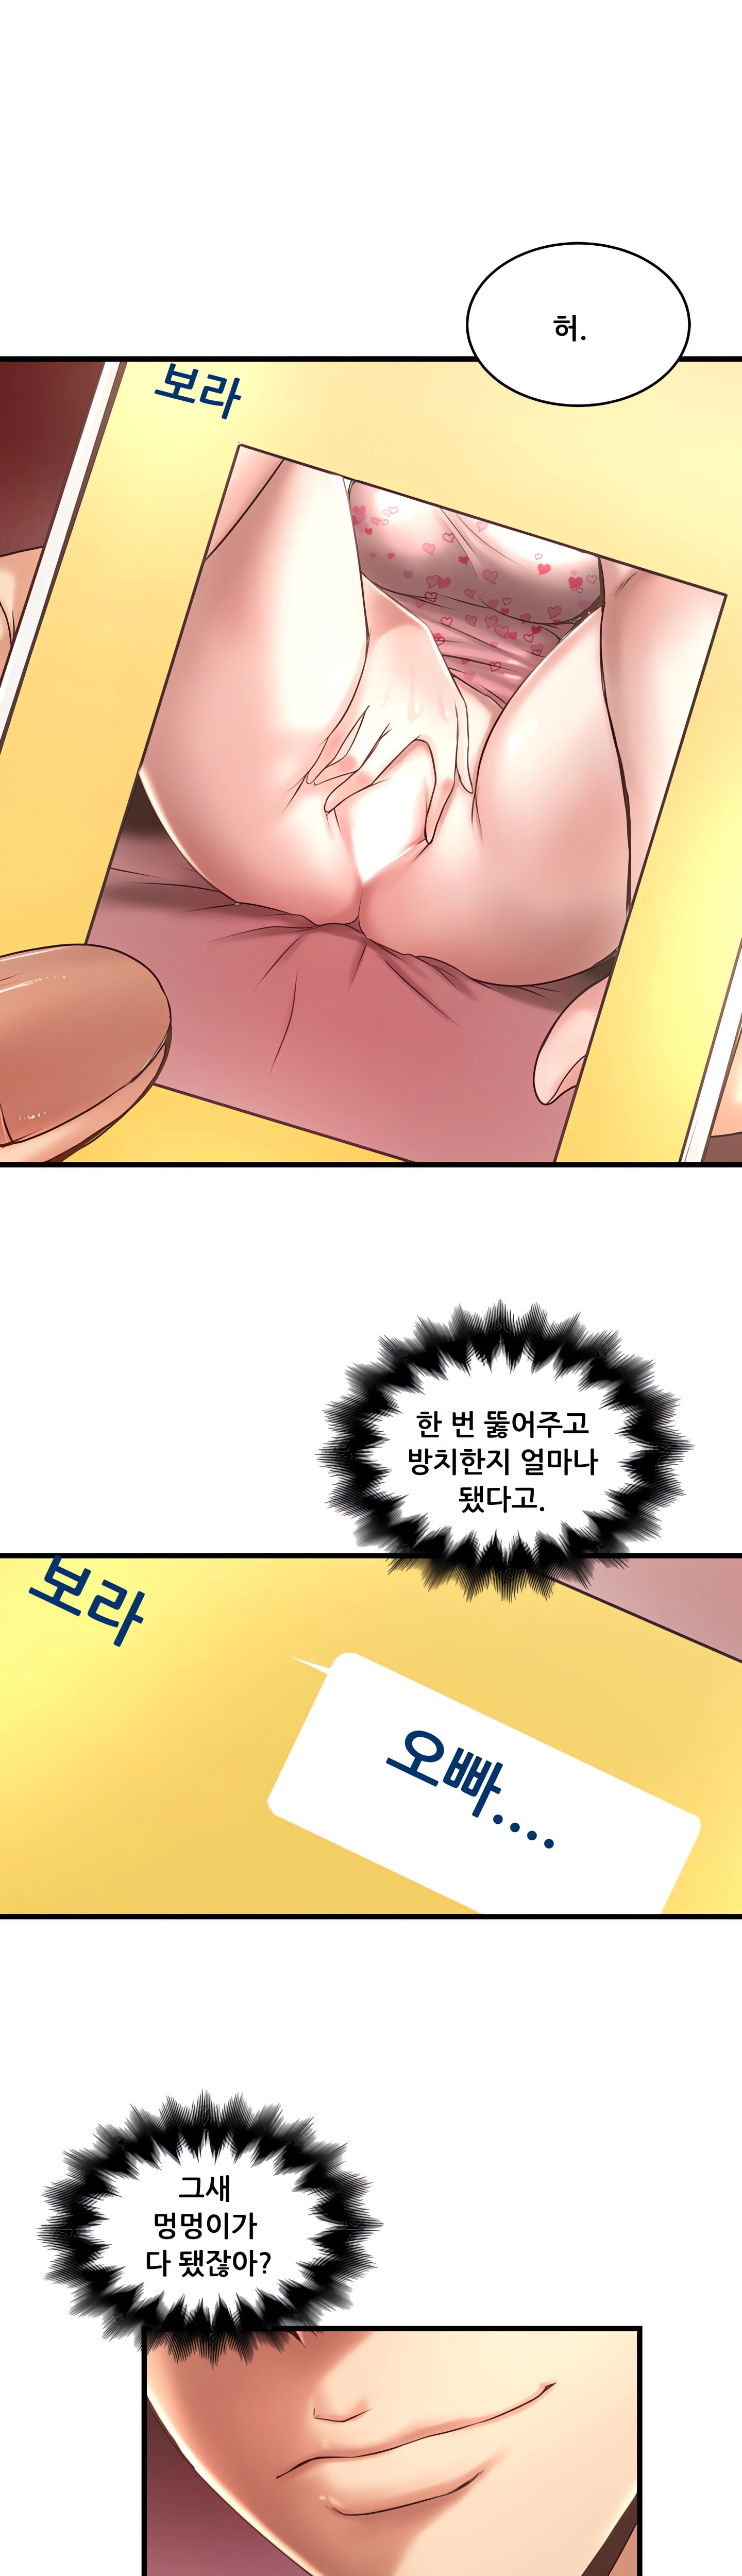 허.
보라
한 번 뚫어주고
방치한지 얼마나
됐다고.
보라
오빠....
그새
멍멍이가
다 됐잖아?